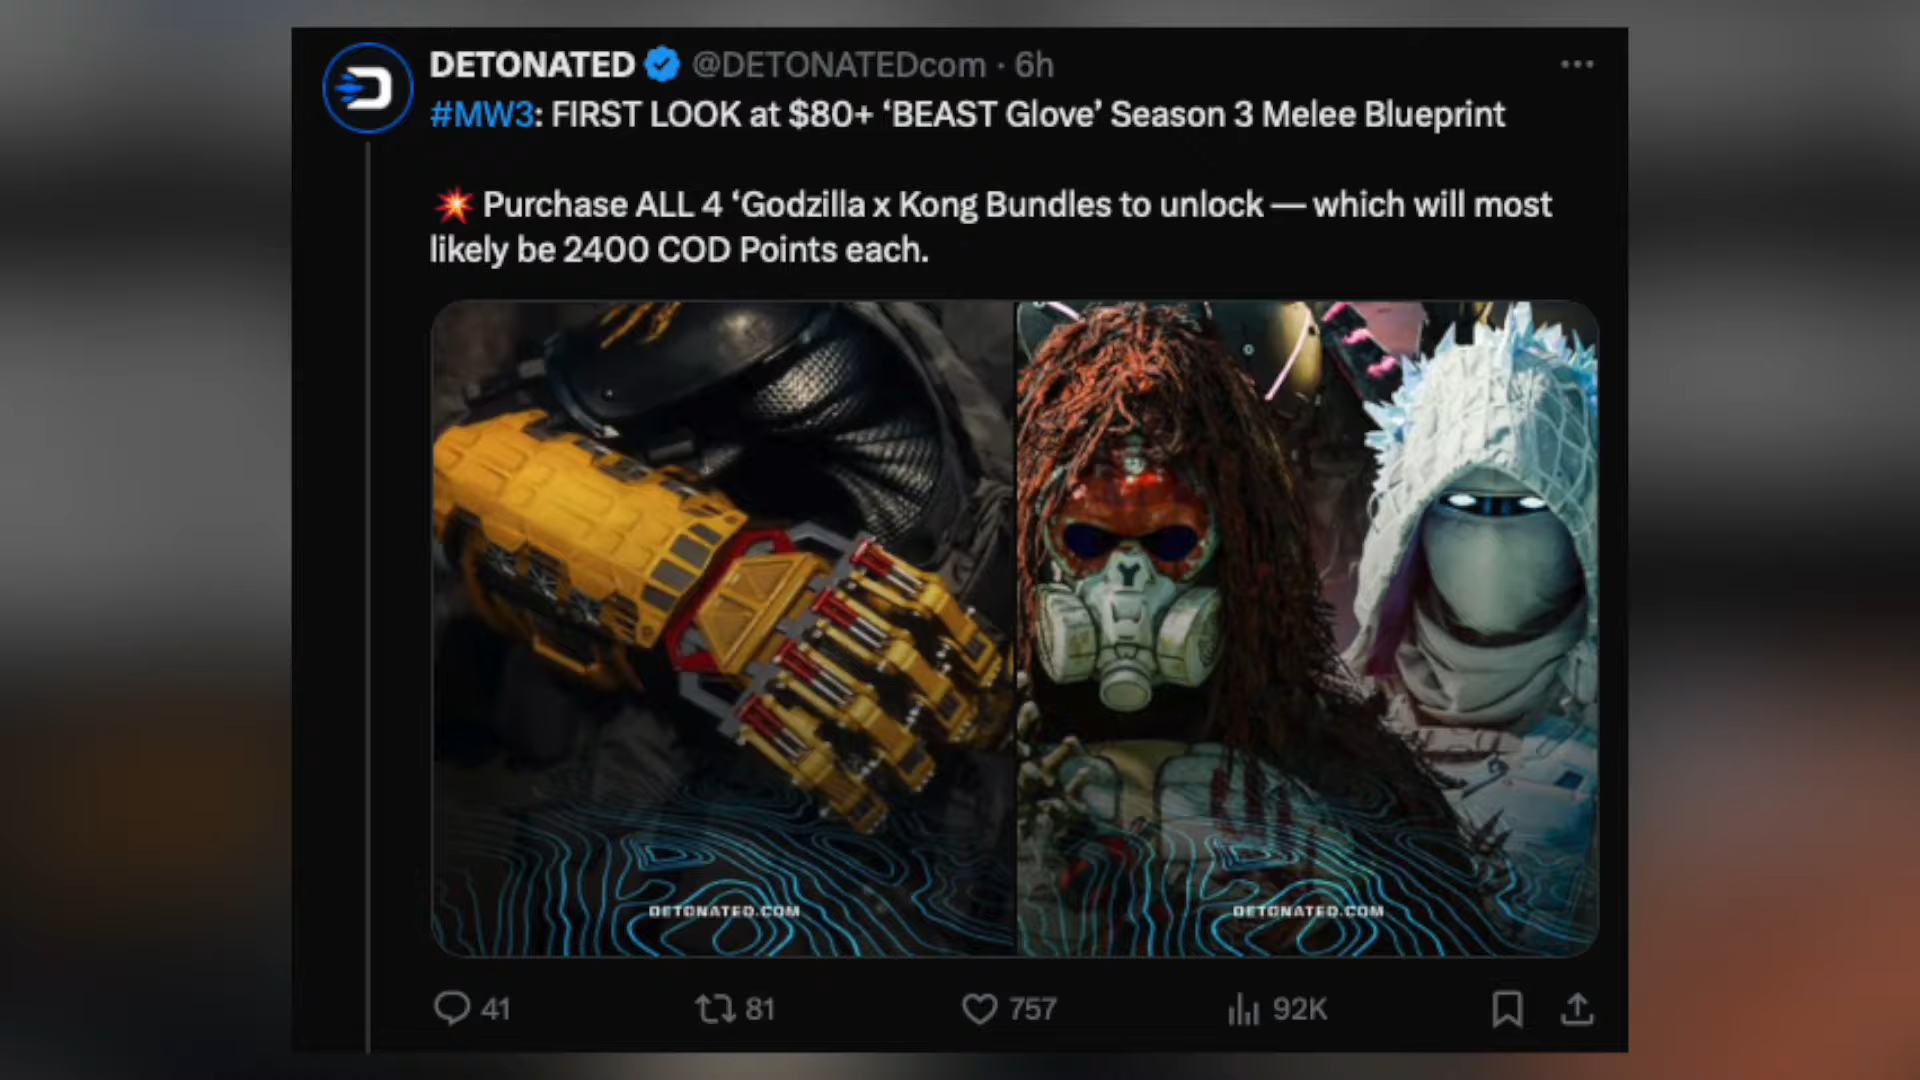 DETONATED @DETONATEDcom · 6h
#MW3: FIRST LOOK at $80+ ‘BEAST Glove’ Season 3 Melee Blueprint
💥 Purchase ALL 4 ‘Godzilla x Kong Bundles to unlock — which will most
likely be 2400 COD Points each.
DETONATED.COM
DETONATED.COM
41 81 757 92K